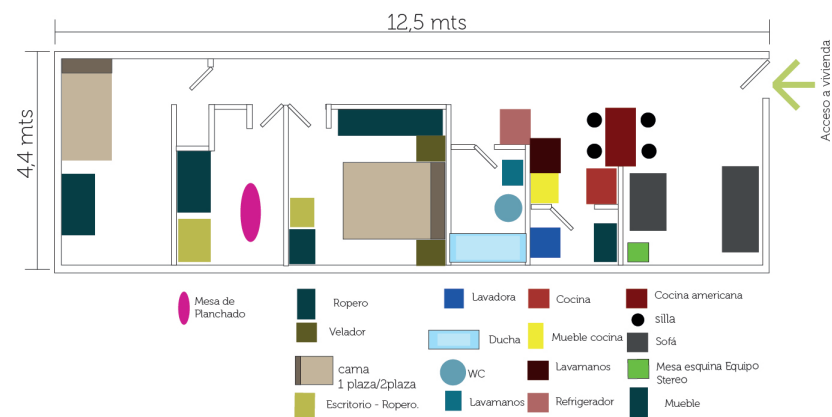 12,5 mts
4,4 mts
Acceso a vivienda
Mesa de
Planchado
Ropero
Velador
cama
1 plaza/2plaza
Escritorio - Ropero.
Lavadora
Ducha
WC
Lavamanos
Cocina
Mueble cocina
Lavamanos
Refrigerador
Cocina americana
silla
Sofá
Mesa esquina Equipo
Stereo
Mueble